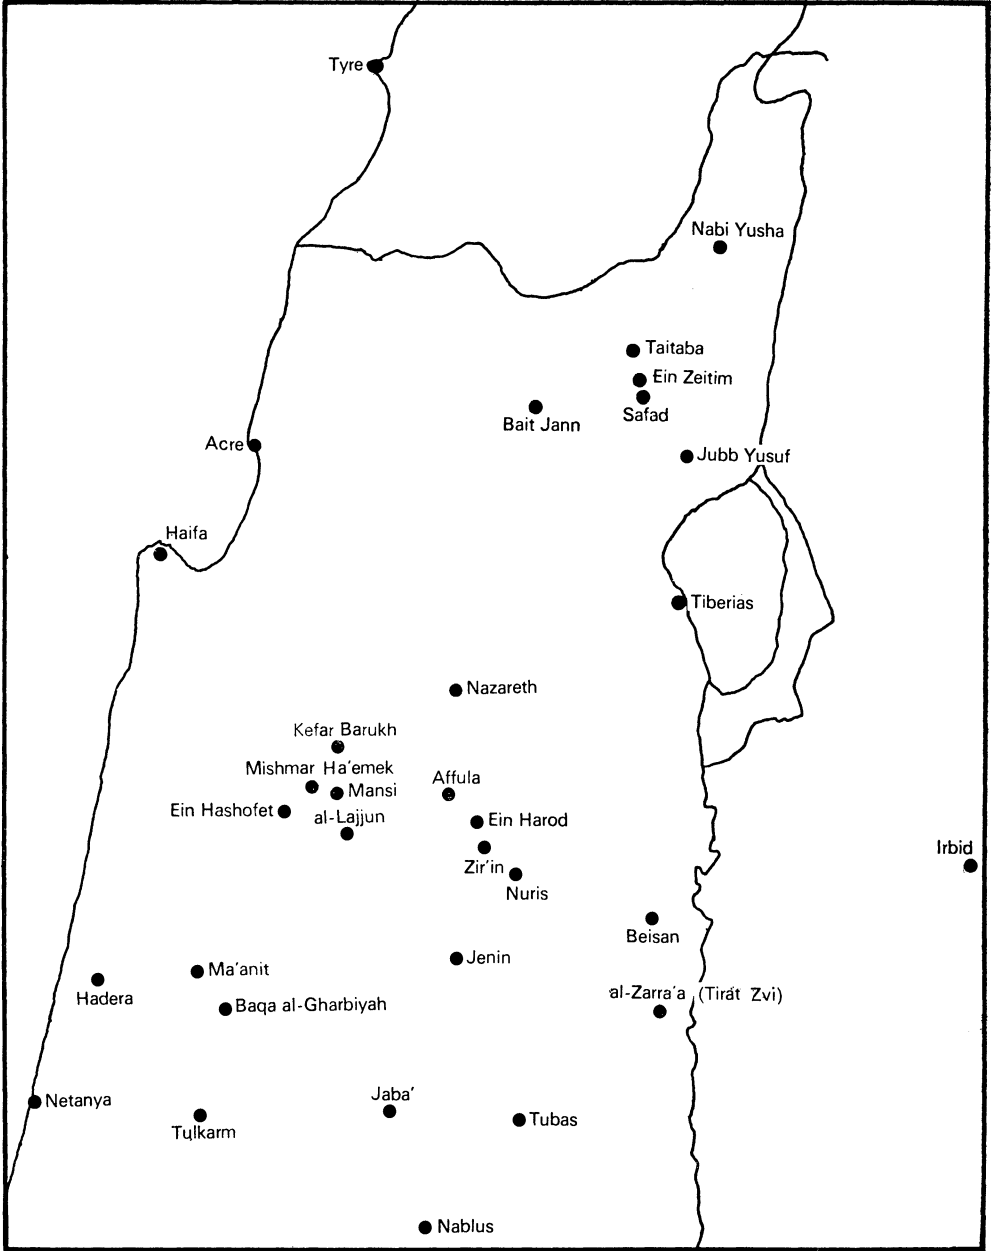 Tyre
Nabi Yusha
Taitaba
Ein Zeitim
Safad
Bait Jann
Acre
Jubb Yusuf
Haifa
Tiberias
Nazareth
Kefar Barukh
Mishmar Ha'emek
Mansi
Affula
Ein Hashofet
al-Lajjun
Ein Harod
Irbid
Zir'in
Nuris
Beisan
Jenin
Ma'anit
Hadera
Baqa al-Gharbiyah
al-Zarra'a (Tirat Zvi)
Netanya
Jaba'
Tulkarm
Tubas
Nablus